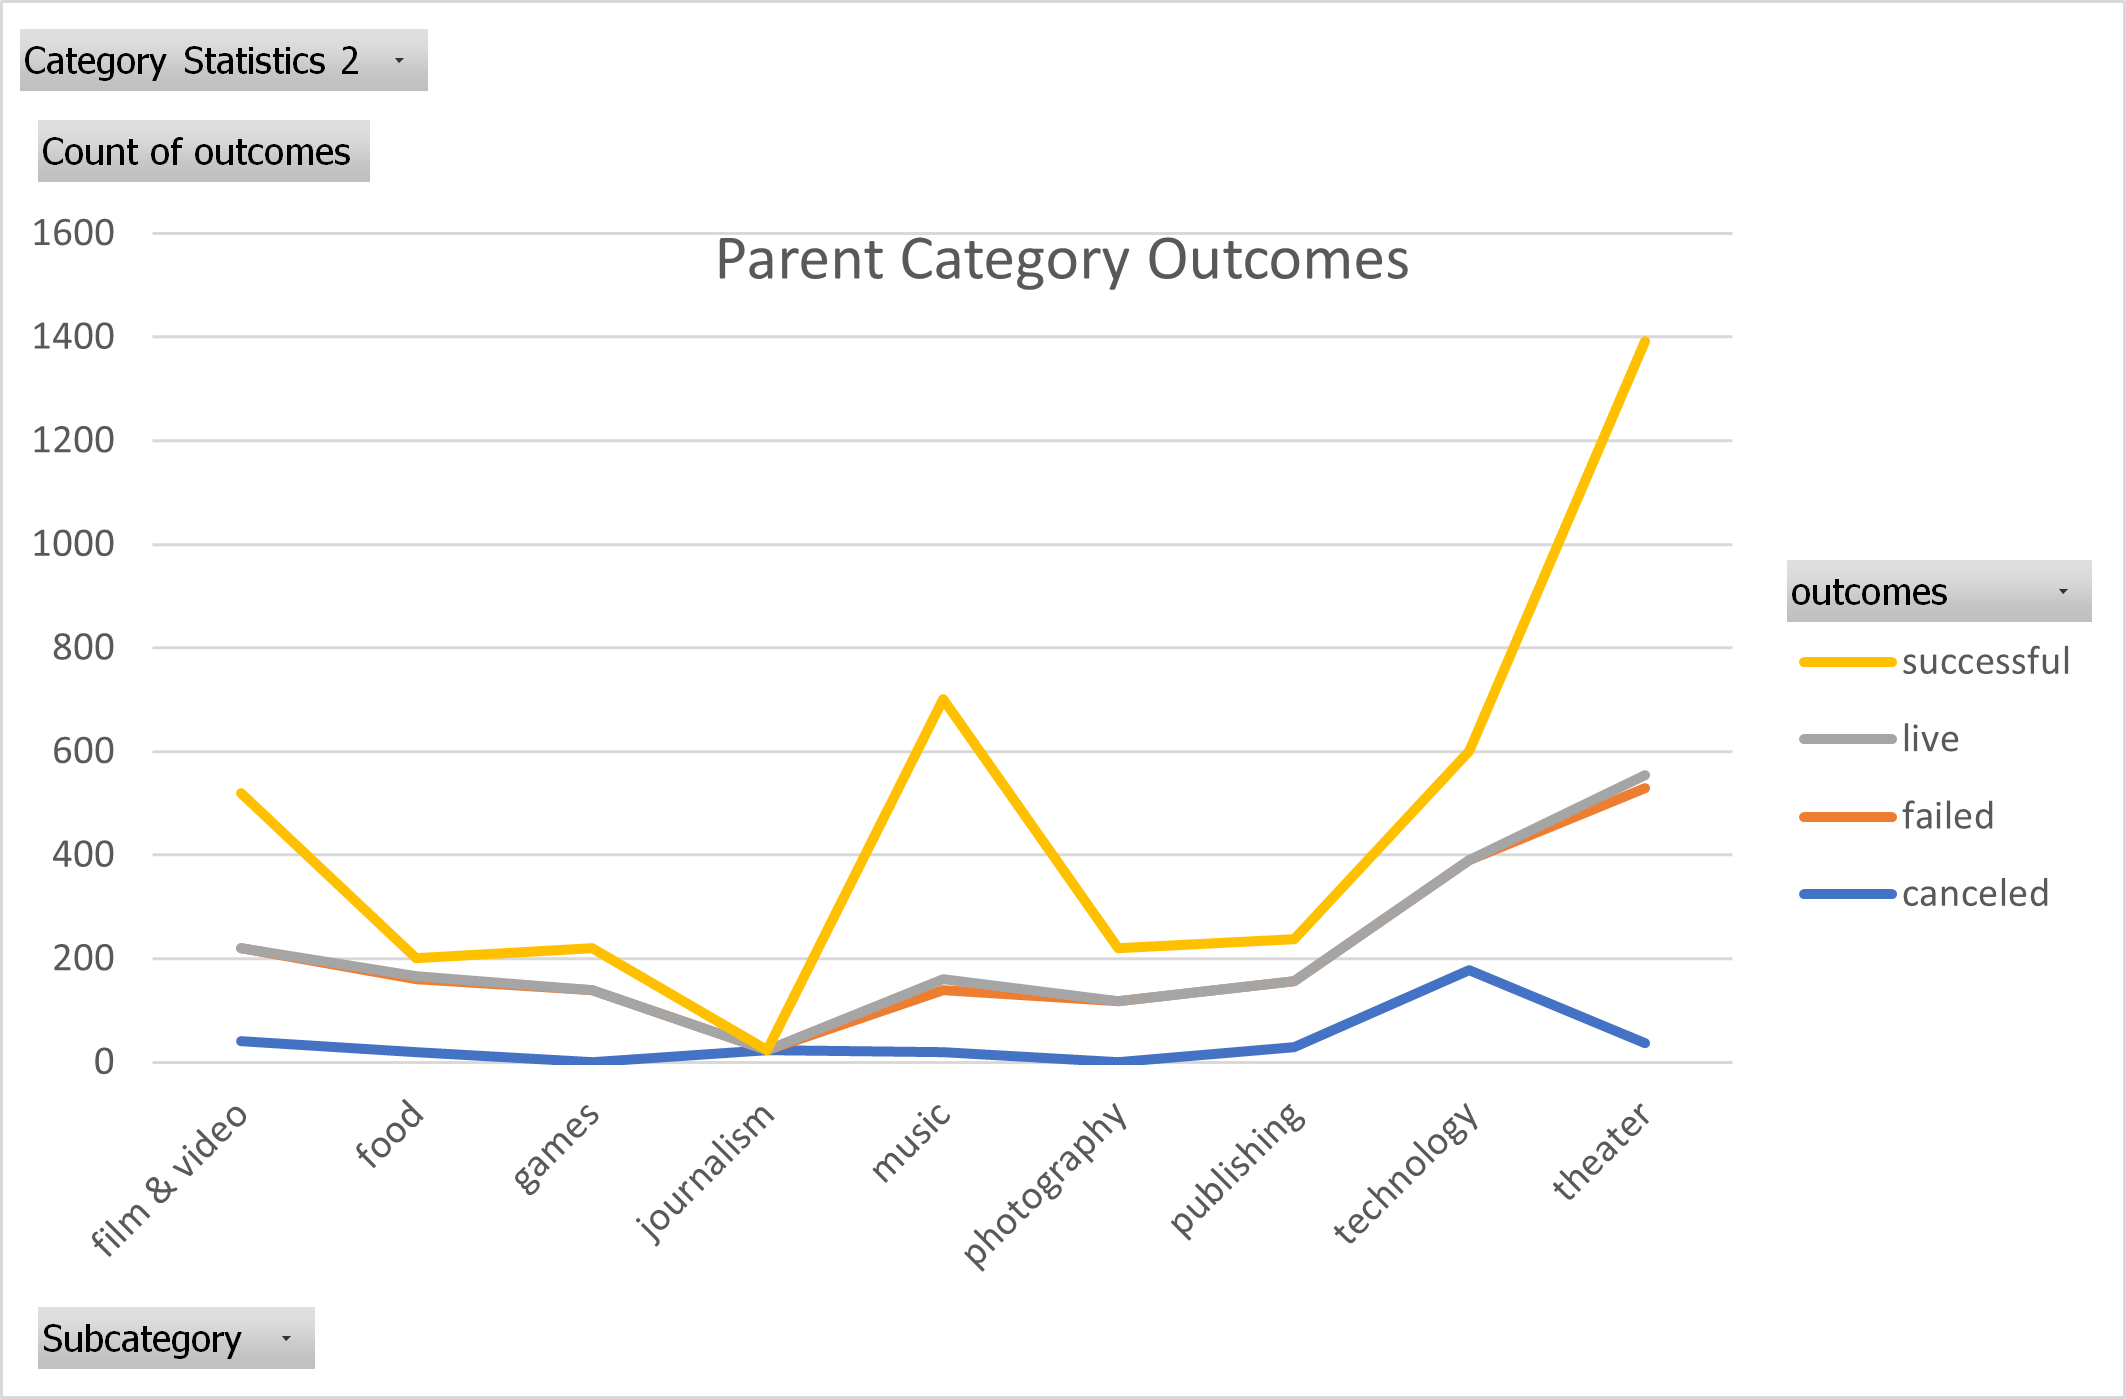 Category Statistics 2
Count of outcomes
Parent Category Outcomes
1600
1400
1200
1000
800
600
400
200
0
film & video
food
games
journalism
music
photography
publishing
technology
theater
outcomes
successful
live
failed
canceled
Subcategory